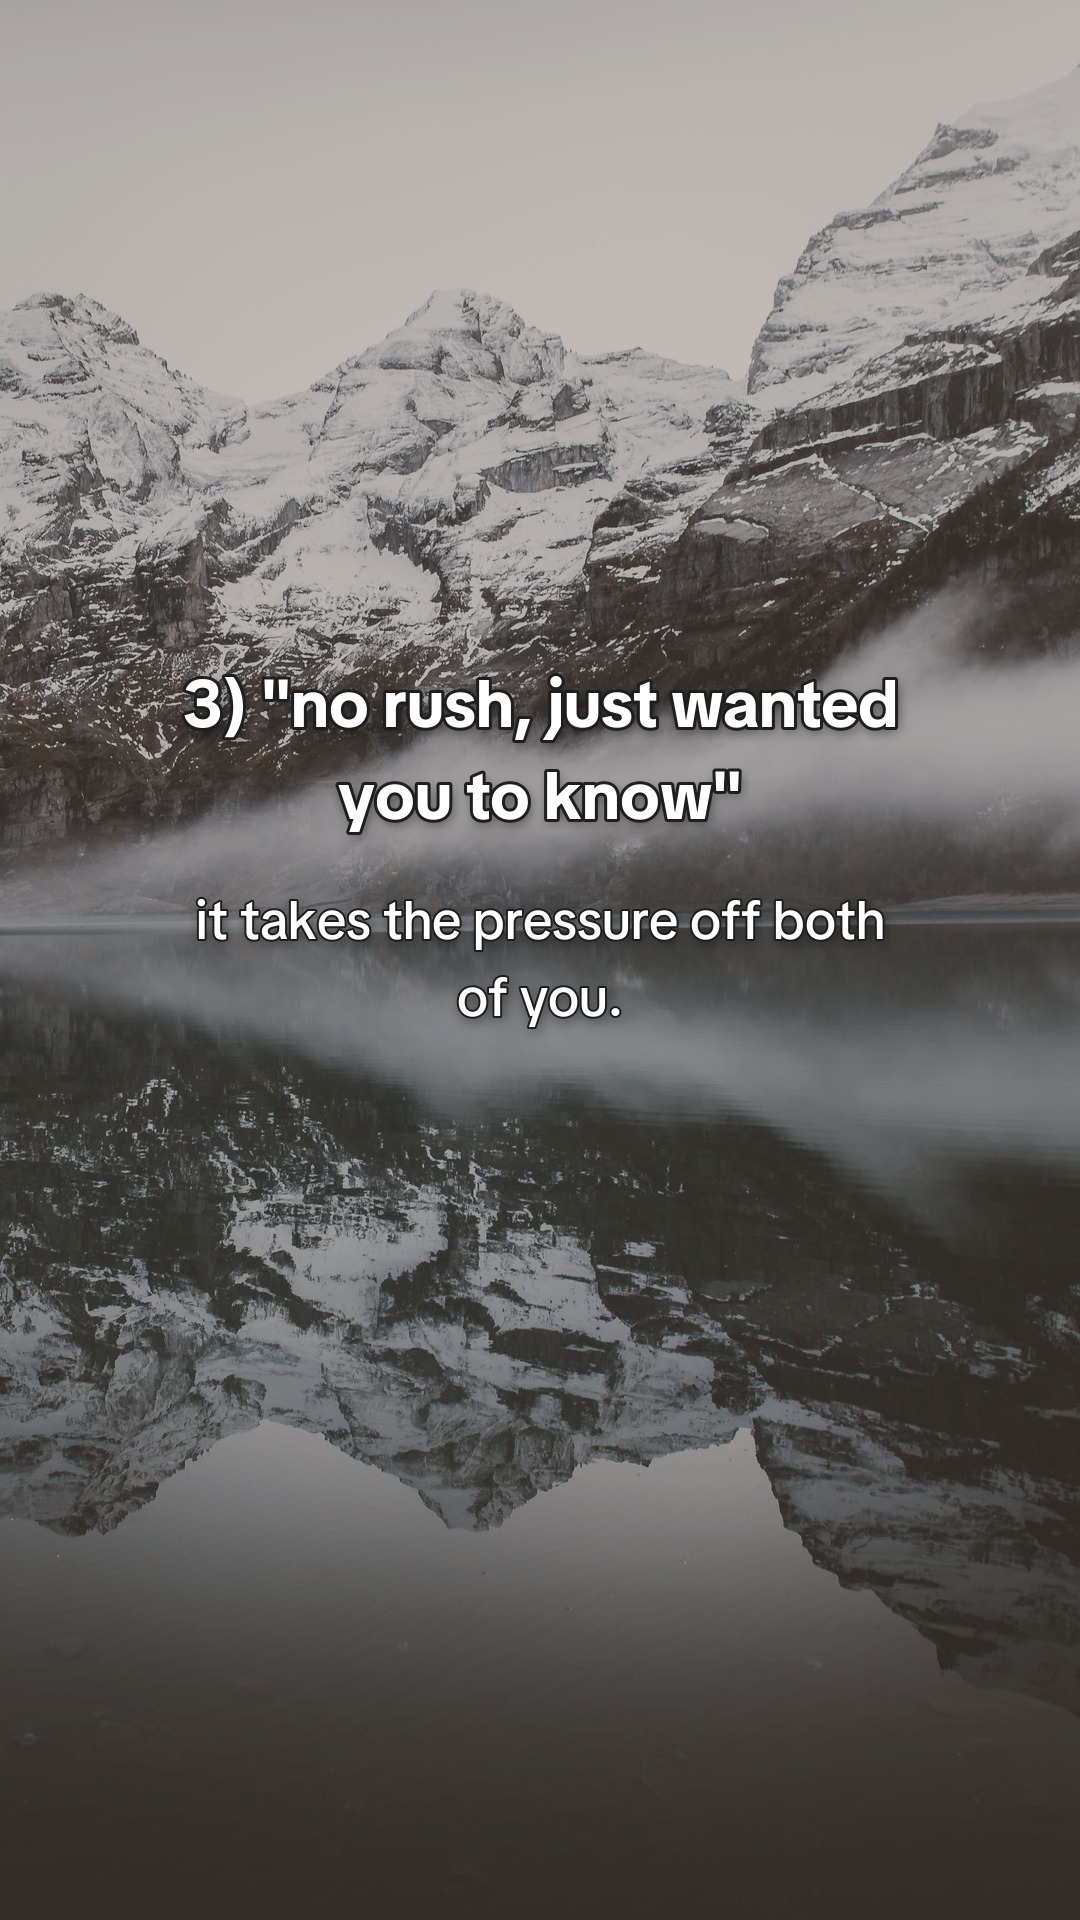 3) "no rush, just wanted
you to know"
it takes the pressure off both
of you.